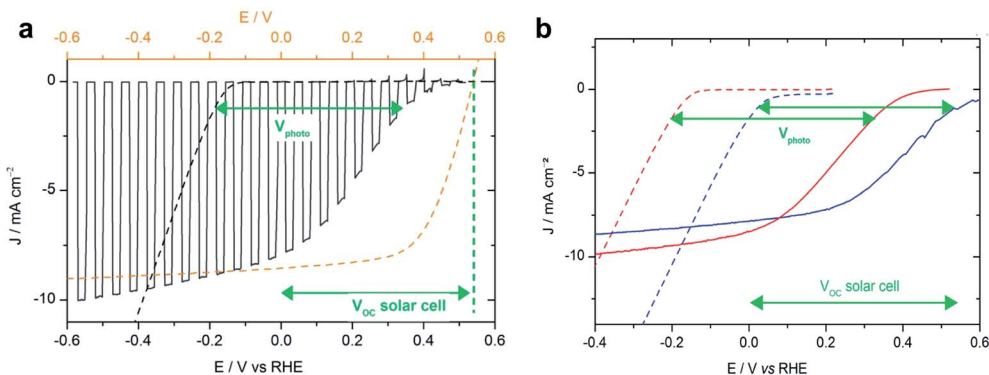 a
E / V
-0.6 -0.4 -0.2 0.0 0.2 0.4 0.6
0
-5
-10
J / mA cm⁻²
V_photo
V_OC solar cell
-0.6 -0.4 -0.2 0.0 0.2 0.4 0.6
E / V vs RHE
b
0
-5
-10
J / mA cm⁻²
V_photo
V_OC solar cell
-0.4 -0.2 0.0 0.2 0.4 0.6
E / V vs RHE